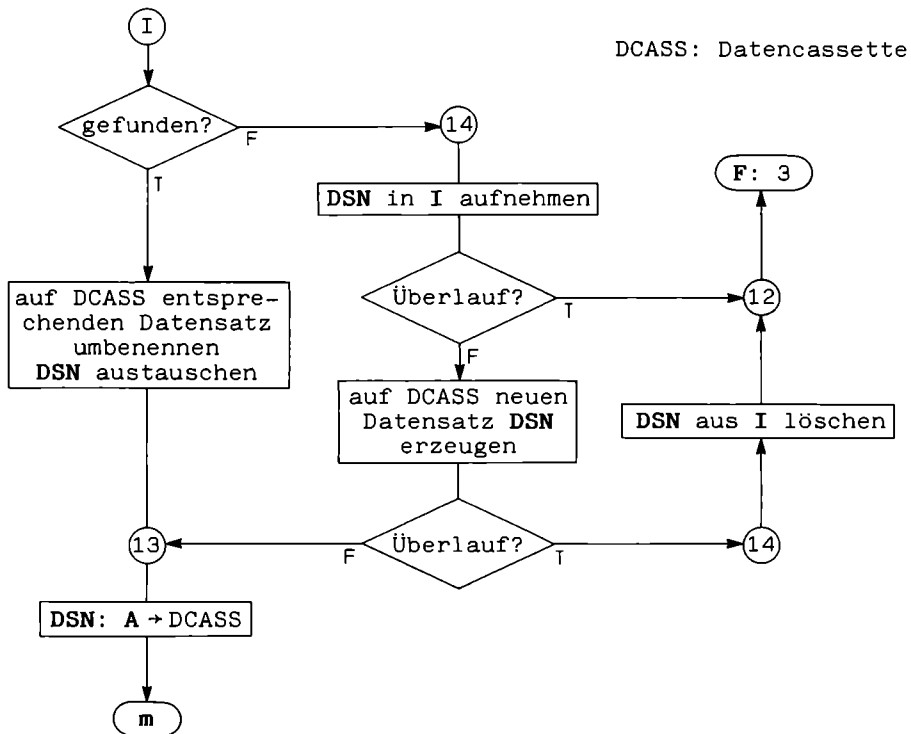 I
DCASS: Datencassette
gefunden?
F
T
14
DSN in I aufnehmen
F: 3
auf DCASS entspre-
chenden Datensatz
umbenennen
DSN austauschen
Überlauf?
T
F
12
auf DCASS neuen
Datensatz DSN
erzeugen
DSN aus I löschen
13
F
Überlauf?
T
14
DSN: A → DCASS
m